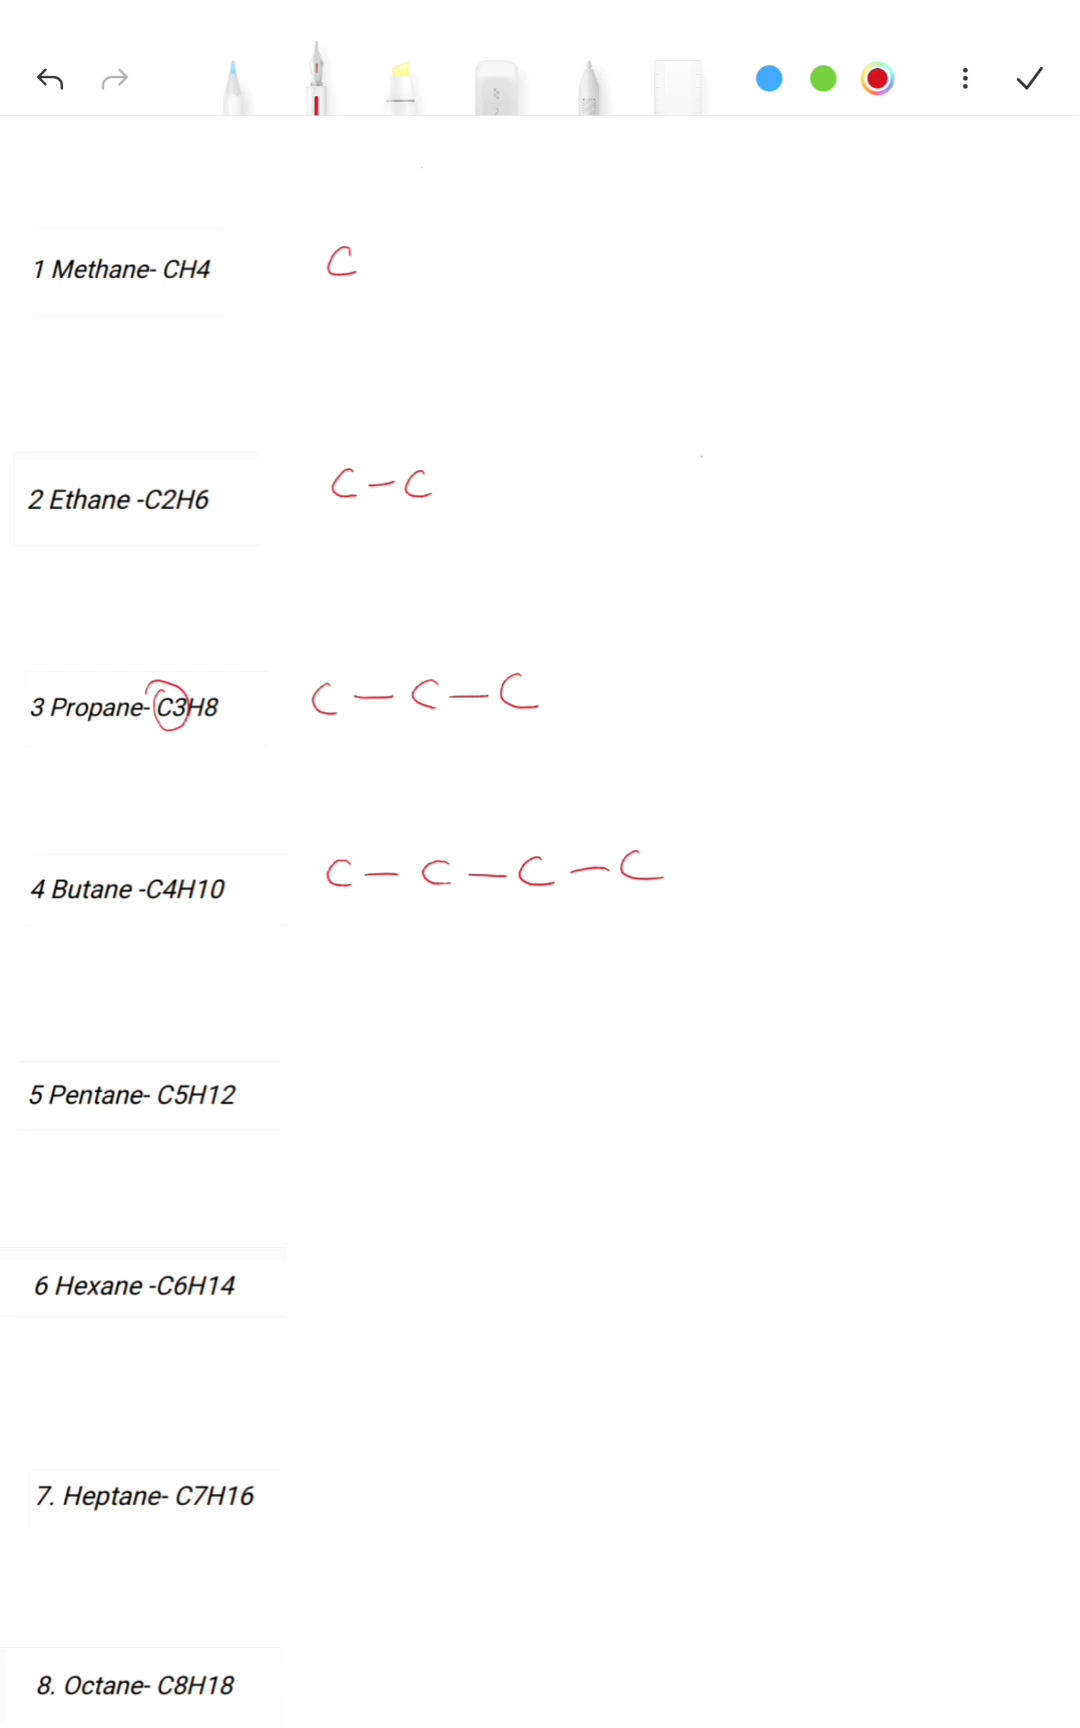 1 Methane- CH4 C
2 Ethane -C2H6 C-C
3 Propane- C3H8 C-C-C
4 Butane -C4H10 C-C-C-C
5 Pentane- C5H12
6 Hexane -C6H14
7. Heptane- C7H16
8. Octane- C8H18